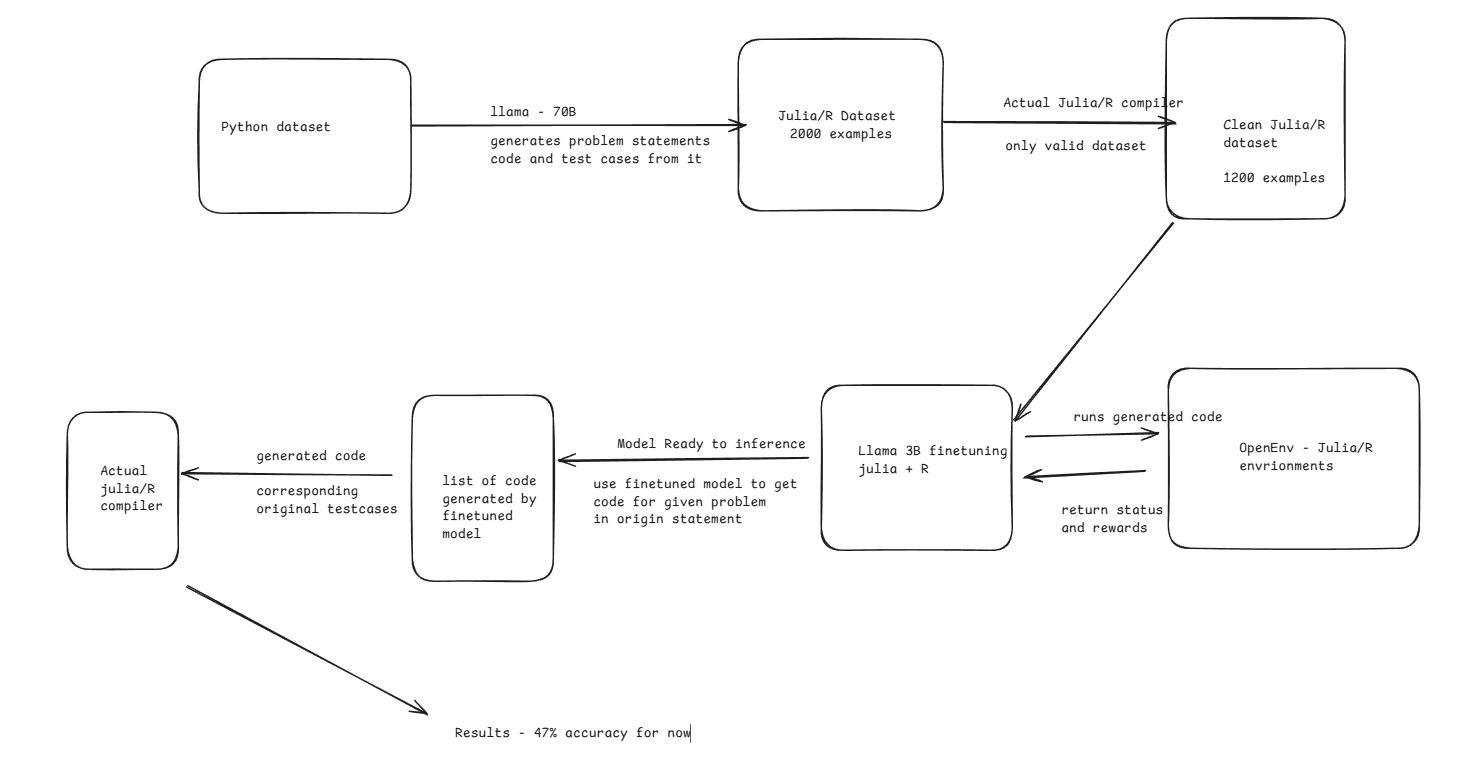 Python dataset
llama - 70B
generates problem statements
code and test cases from it
Julia/R Dataset
2000 examples
Actual Julia/R compiler
only valid dataset
Clean Julia/R
dataset
1200 examples
runs generated code
OpenEnv - Julia/R
envrionments
return status
and rewards
Llama 3B finetuning
julia + R
Model Ready to inference
use finetuned model to get
code for given problem
in origin statement
list of code
generated by
finetuned
model
generated code
corresponding
original testcases
Actual
julia/R
compiler
Results - 47% accuracy for now